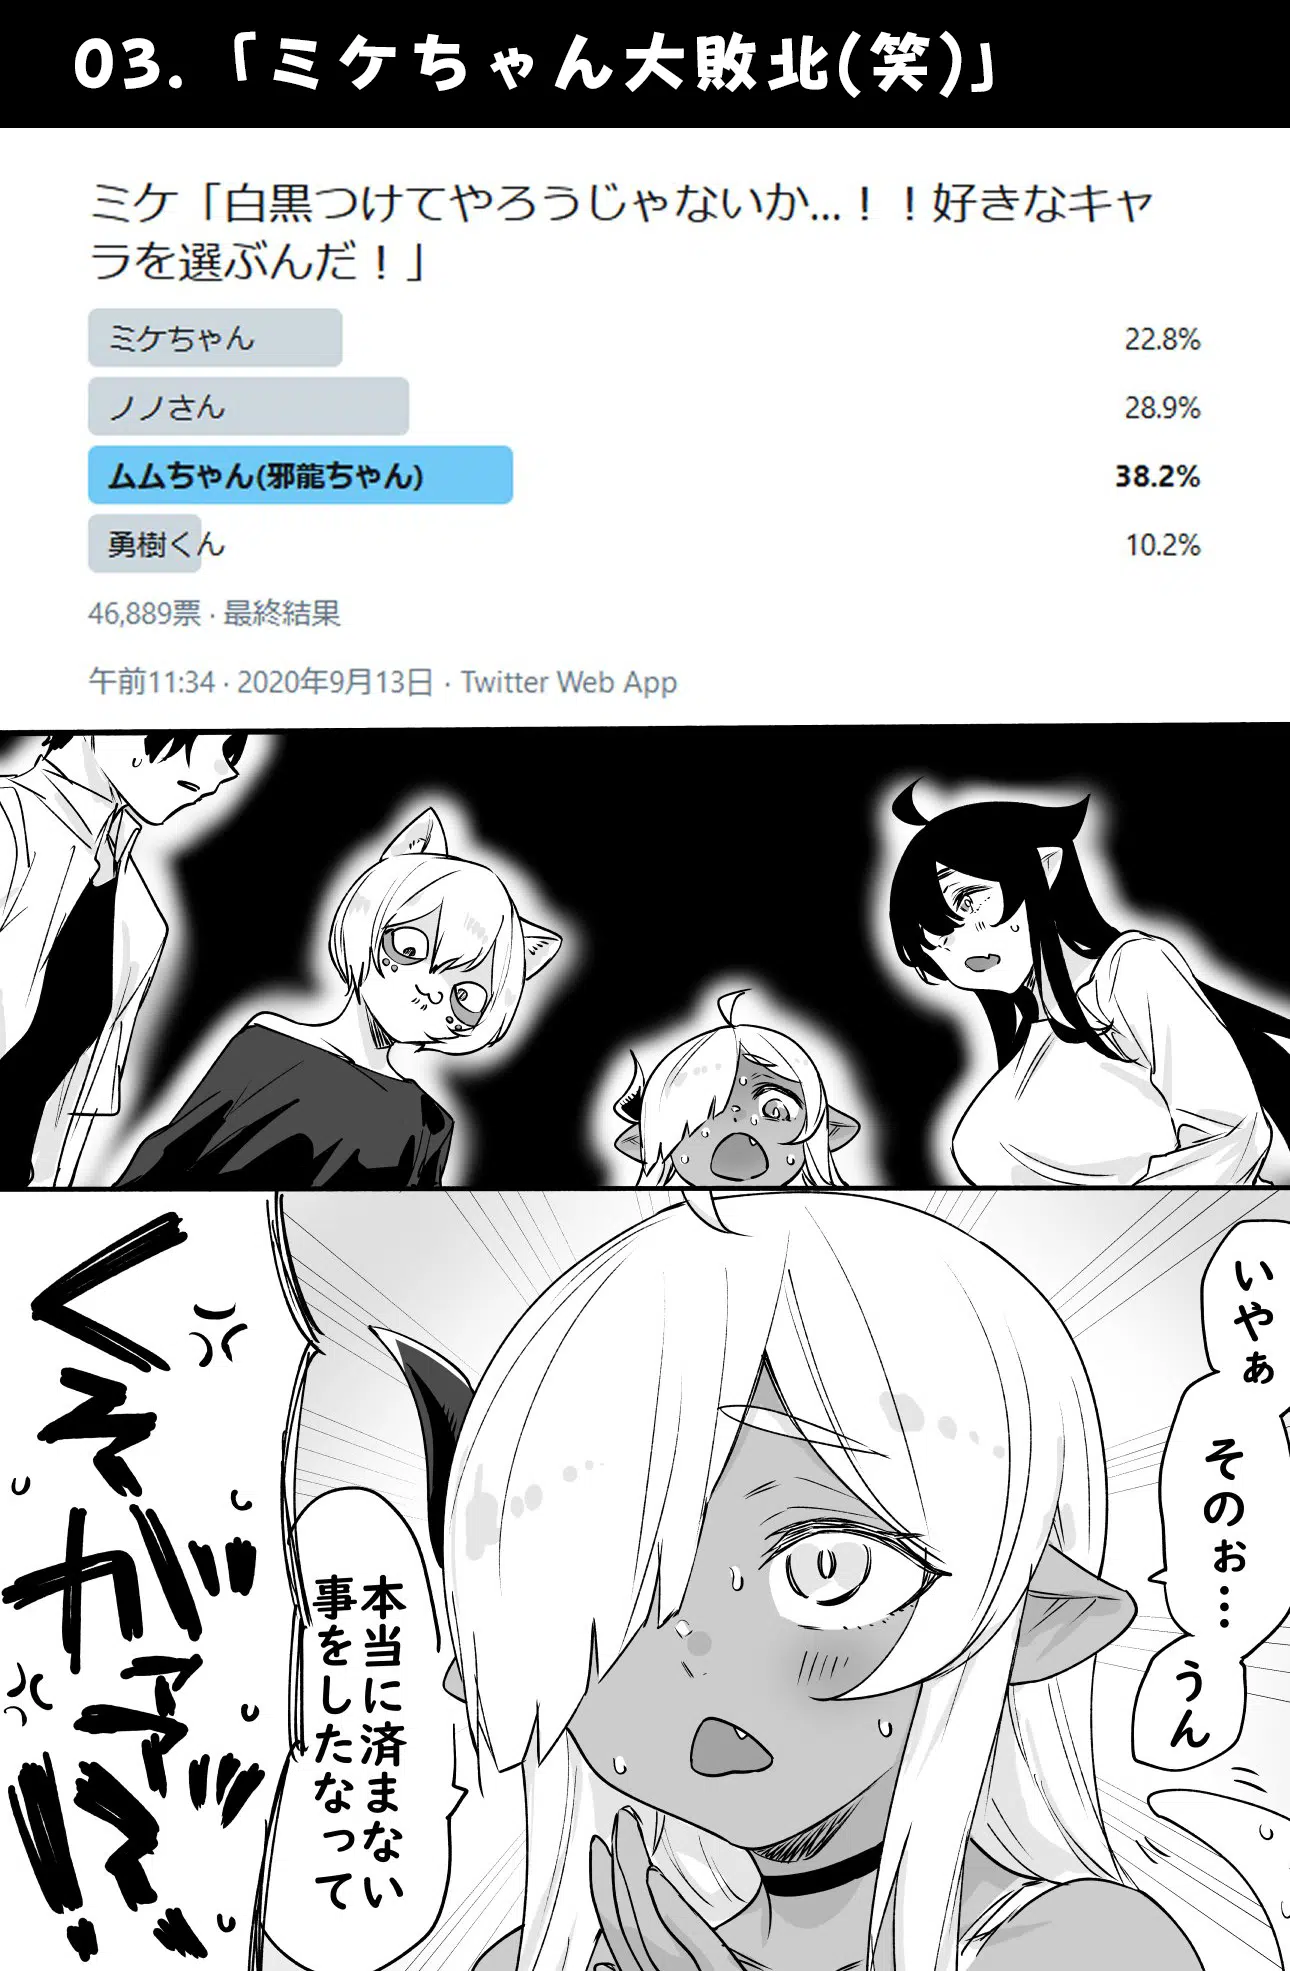 03.「ミケちゃん大敗北(笑)」
ミケ「白黒つけてやろうじゃないか...！！好きなキャ
ラを選ぶんだ！」
ミケちゃん 22.8%
ノノさん 28.9%
ムムちゃん(邪龍ちゃん) 38.2%
勇樹くん 10.2%
46,889票 · 最終結果
午前11:34 · 2020年9月13日 · Twitter Web App
いやぁ
そのぉ…
うん
本当に済まない
事をしたなって
くそがァァ!!